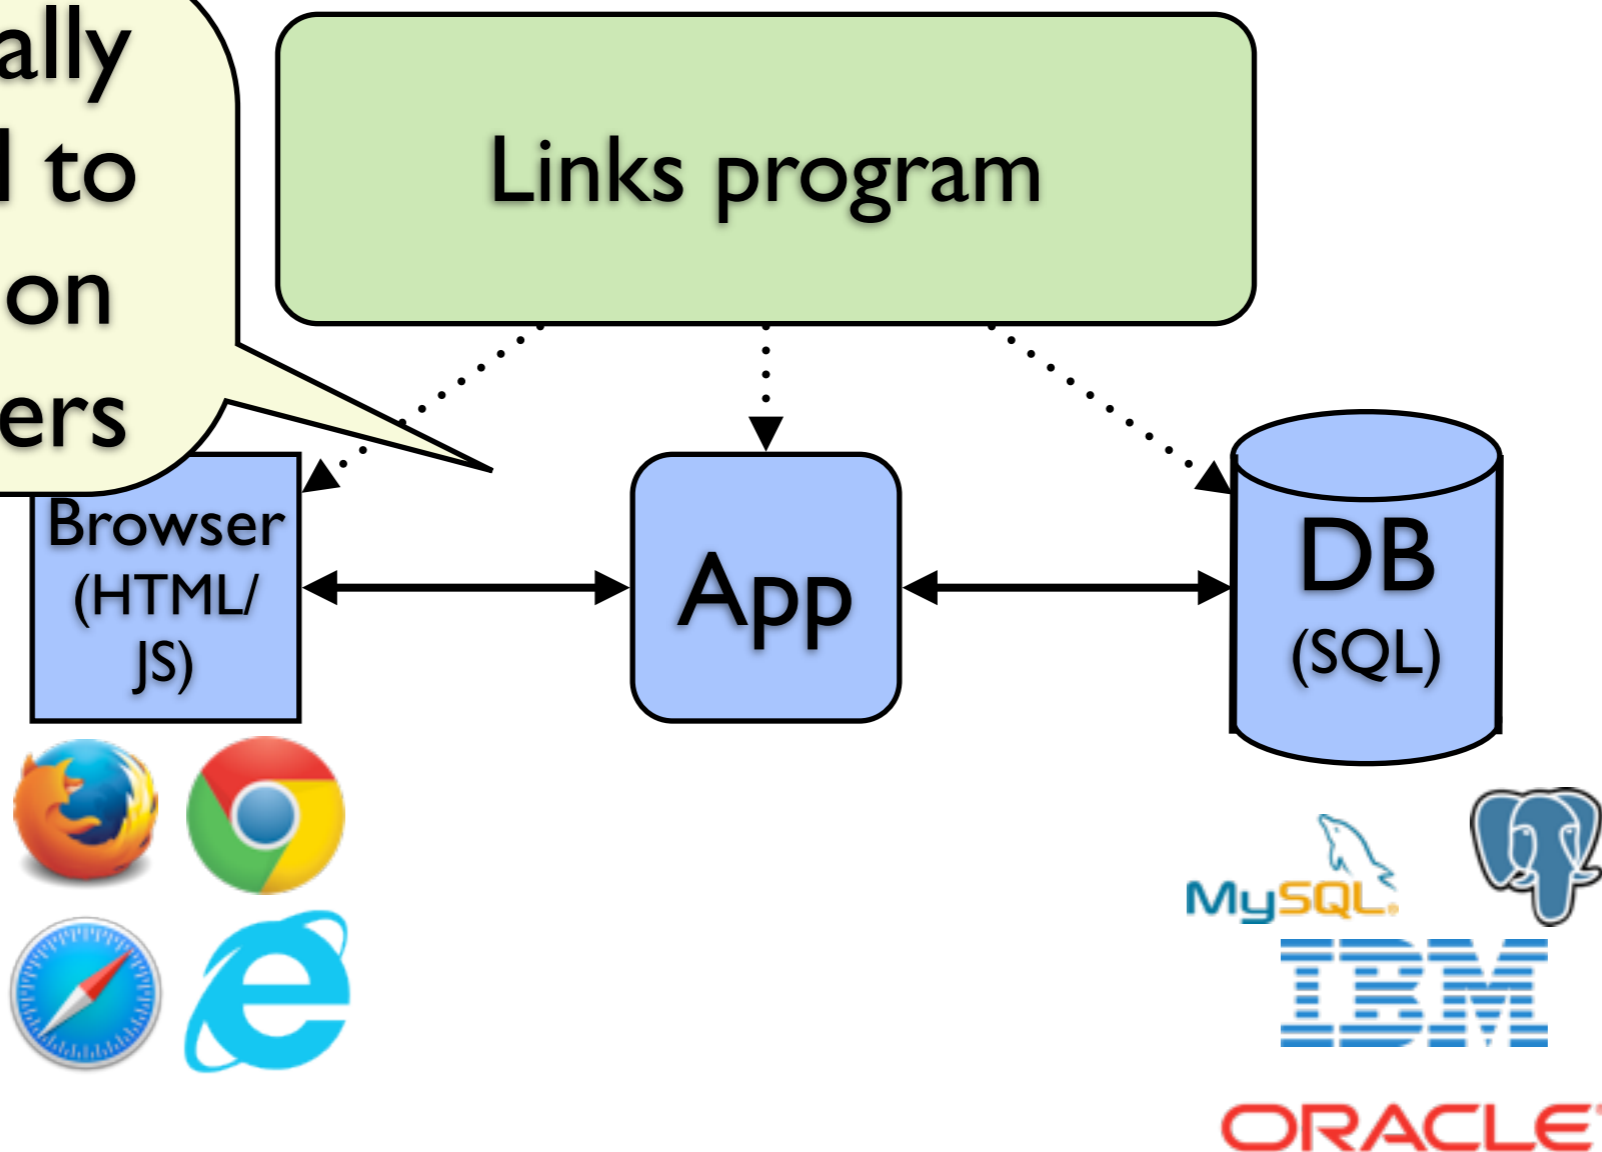 ally
to
on
ers
Links program
Browser
(HTML/
JS)
App
DB
(SQL)
MySQL®
IBM
ORACLE